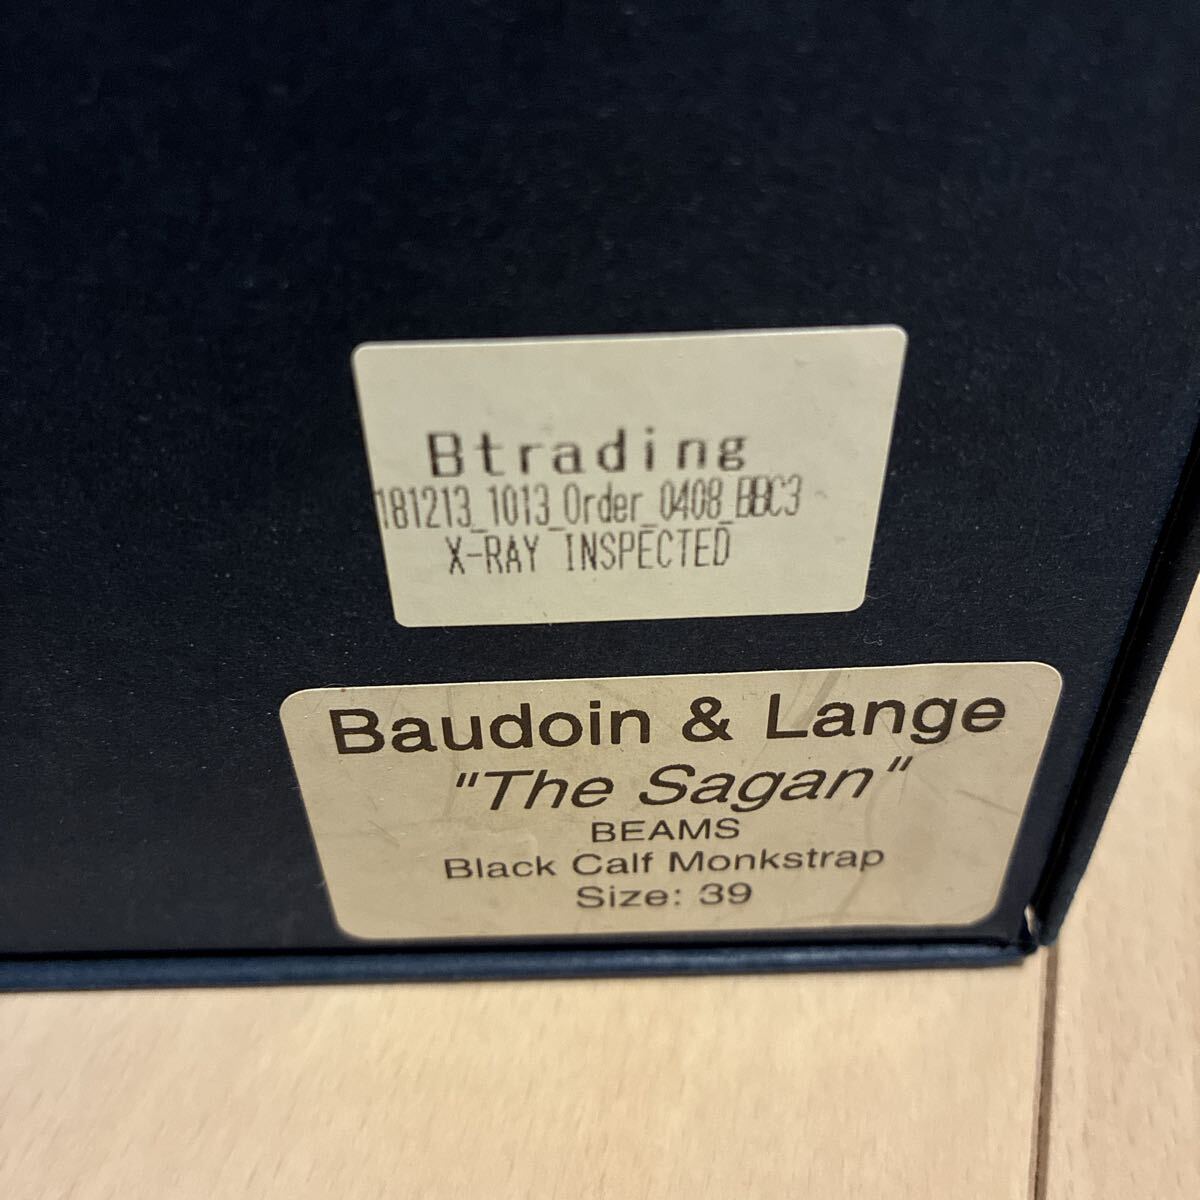 Btrading
181213_1013_Order_0408_BBC3
X-RAY INSPECTED
Baudoin & Lange
"The Sagan"
BEAMS
Black Calf Monkstrap
Size: 39